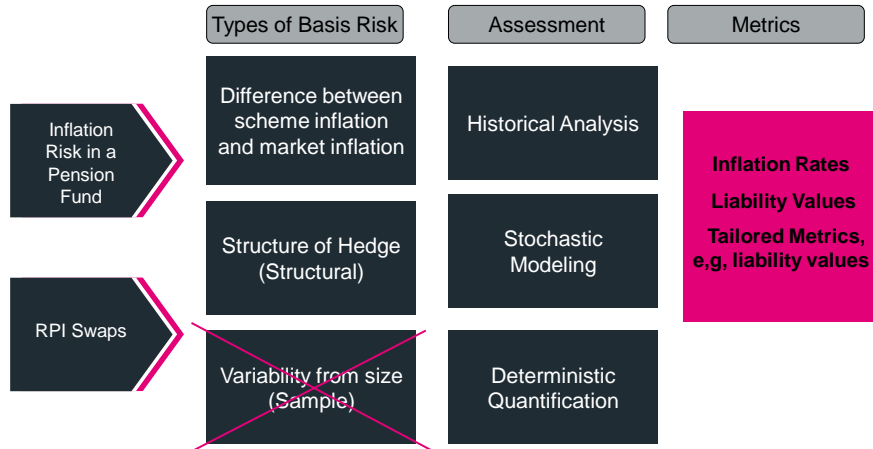 Types of Basis Risk
Assessment
Metrics
Inflation
Risk in a
Pension
Fund
RPI Swaps
Difference between
scheme inflation
and market inflation
Structure of Hedge
(Structural)
Variability from size
(Sample)
Historical Analysis
Stochastic
Modeling
Deterministic
Quantification
Inflation Rates
Liability Values
Tailored Metrics,
e,g, liability values